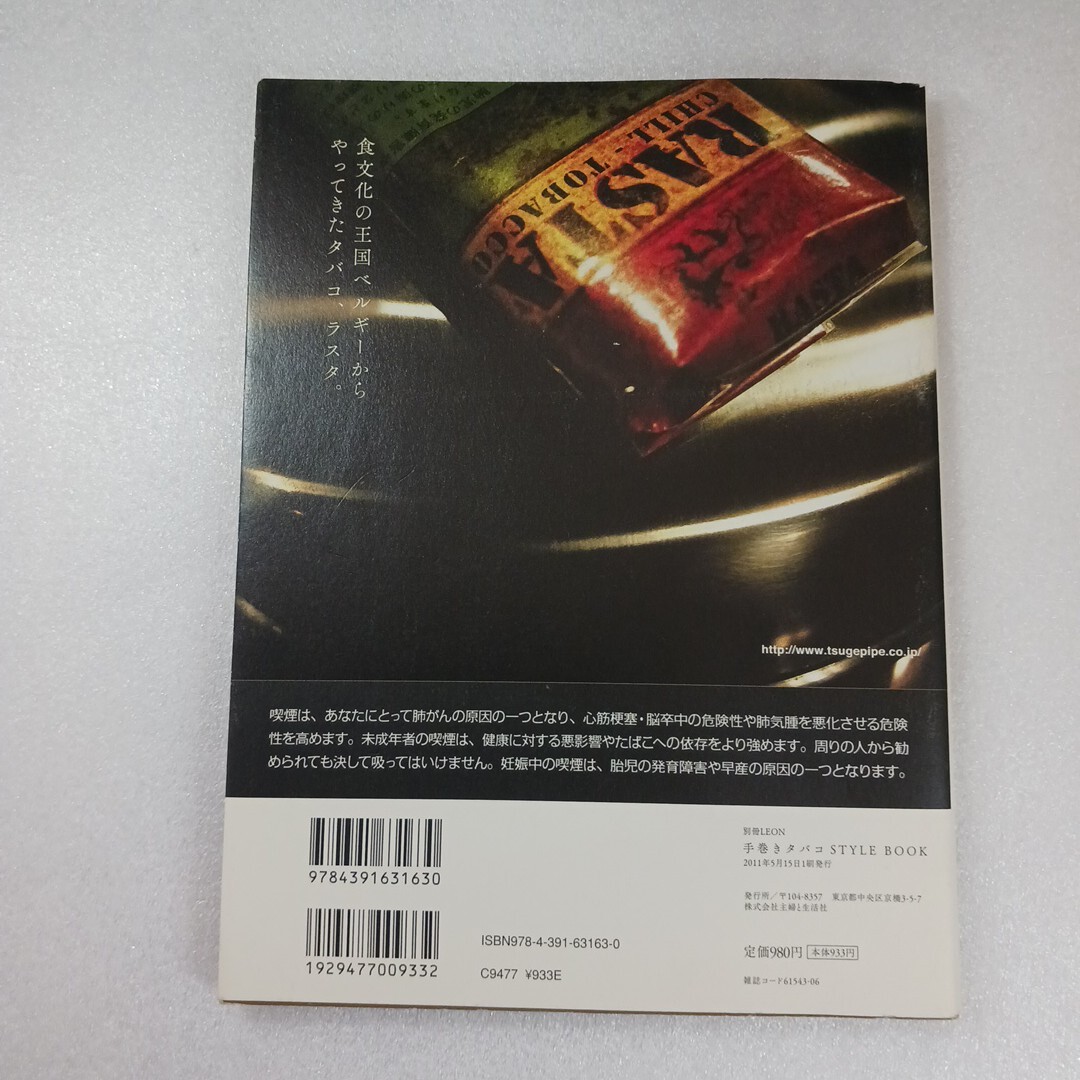 食文化の王国ベルギーから
やってきたタバコ、ラスタ。
RASTA
CHILL - TOBACCO
RASTA
http://www.tsugepipe.co.jp/
喫煙は、あなたにとって肺がんの原因の一つとなり、心筋梗塞・脳卒中の危険性や肺気腫を悪化させる危険
性を高めます。未成年者の喫煙は、健康に対する悪影響やたばこへの依存をより強めます。周りの人から勧
められても決して吸ってはいけません。妊娠中の喫煙は、胎児の発育障害や早産の原因の一つとなります。
9784391631630
1929477009332
ISBN978-4-391-63163-0
C9477 ¥933E
別冊LEON
手巻きタバコ STYLE BOOK
2011年5月15日1刷発行
発行所／〒104-8357 東京都中央区京橋3-5-7
株式会社主婦と生活社
定価980円 本体933円
雑誌コード61543-06